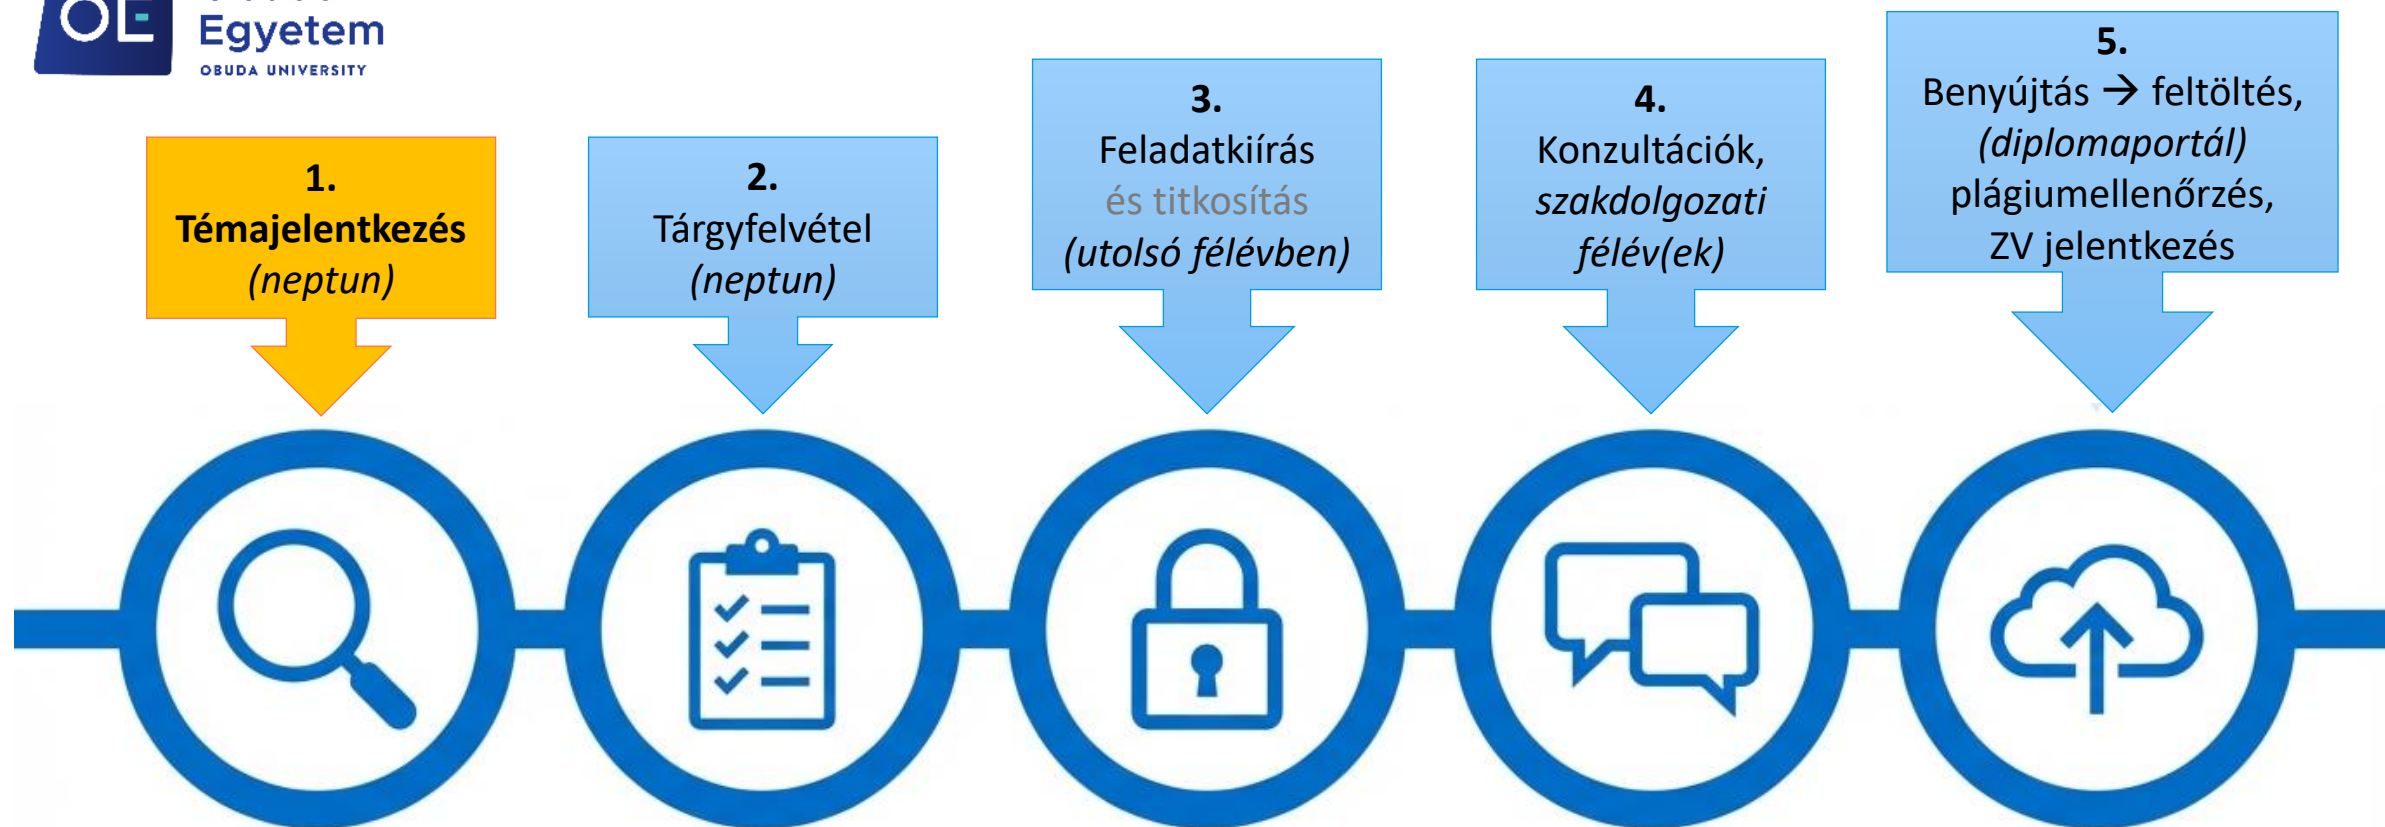 OE
Egyetem
OBUDA UNIVERSITY
1.
Témajelentkezés
(neptun)
2.
Tárgyfelvétel
(neptun)
3.
Feladatkiírás
és titkosítás
(utolsó félévben)
4.
Konzultációk,
szakdolgozati
félév(ek)
5.
Benyújtás → feltöltés,
(diplomaportál)
plágiumellenőrzés,
ZV jelentkezés